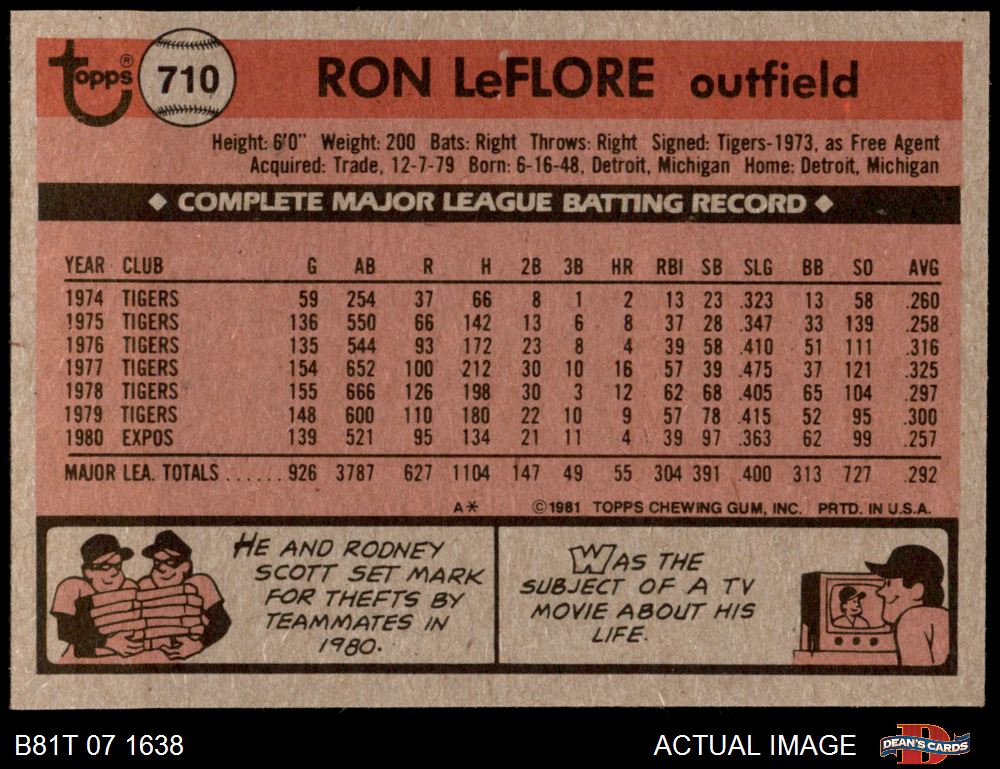 Topps® 710 RON LeFLORE outfield
Height: 6'0" Weight: 200 Bats: Right Throws: Right Signed: Tigers-1973, as Free Agent
Acquired: Trade, 12-7-79 Born: 6-16-48, Detroit, Michigan Home: Detroit, Michigan
◆ COMPLETE MAJOR LEAGUE BATTING RECORD ◆
YEAR CLUB G AB R H 2B 3B HR RBI SB SLG BB SO AVG
1974 TIGERS 59 254 37 66 8 1 2 13 23 .323 13 58 .260
1975 TIGERS 136 550 66 142 13 6 8 37 28 .347 33 139 .258
1976 TIGERS 135 544 93 172 23 8 4 39 58 .410 51 111 .316
1977 TIGERS 154 652 100 212 30 10 16 57 39 .475 37 121 .325
1978 TIGERS 155 666 126 198 30 3 12 62 68 .405 65 104 .297
1979 TIGERS 148 600 110 180 22 10 9 57 78 .415 52 95 .300
1980 EXPOS 139 521 95 134 21 11 4 39 97 .363 62 99 .257
MAJOR LEA. TOTALS ...... 926 3787 627 1104 147 49 55 304 391 .400 313 727 .292
A* ©1981 TOPPS CHEWING GUM, INC. PRTD. IN U.S.A.
HE AND RODNEY
SCOTT SET MARK
FOR THEFTS BY
TEAMMATES IN
1980.
WAS THE
SUBJECT OF A TV
MOVIE ABOUT HIS
LIFE.
B81T 07 1638 ACTUAL IMAGE DEAN'S CARDS